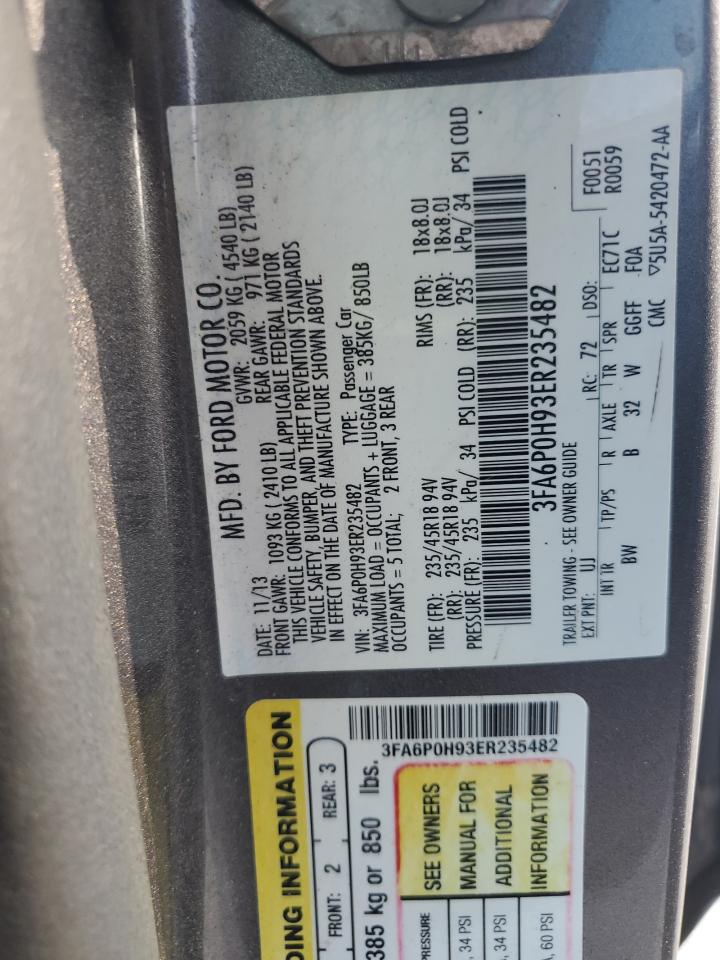 MFD. BY FORD MOTOR CO.
DATE: 11/13 GVWR: 2059 KG ( 4540 LB)
FRONT GAWR: 1093 KG ( 2410 LB) REAR GAWR: 971 KG ( 2140 LB)
THIS VEHICLE CONFORMS TO ALL APPLICABLE FEDERAL MOTOR
VEHICLE SAFETY, BUMPER, AND THEFT PREVENTION STANDARDS
IN EFFECT ON THE DATE OF MANUFACTURE SHOWN ABOVE.
VIN: 3FA6P0H93ER235482 TYPE: Passenger Car
MAXIMUM LOAD = OCCUPANTS + LUGGAGE = 385KG/ 850LB
OCCUPANTS = 5 TOTAL; 2 FRONT, 3 REAR
TIRE (FR): 235/45R18 94V RIMS (FR): 18x8.0J
(RR): 235/45R18 94V (RR): 18x8.0J
PRESSURE (FR): 235 kPa/ 34 PSI COLD (RR): 235 kPa/ 34 PSI COLD
3FA6P0H93ER235482
F0051
R0059
TRAILER TOWING - SEE OWNER GUIDE
EXT PNT: UJ RC: 72 DSO:
INT TR TP/PS R AXLE TR SPR EC71C
BW B 32 W GGFF FOA
CMC ▽5U5A-5420472-AA
DING INFORMATION
FRONT: 2 REAR: 3
385 kg or 850 lbs.
3FA6P0H93ER235482
PRESSURE
, 34 PSI
, 34 PSI
, 60 PSI
SEE OWNERS
MANUAL FOR
ADDITIONAL
INFORMATION